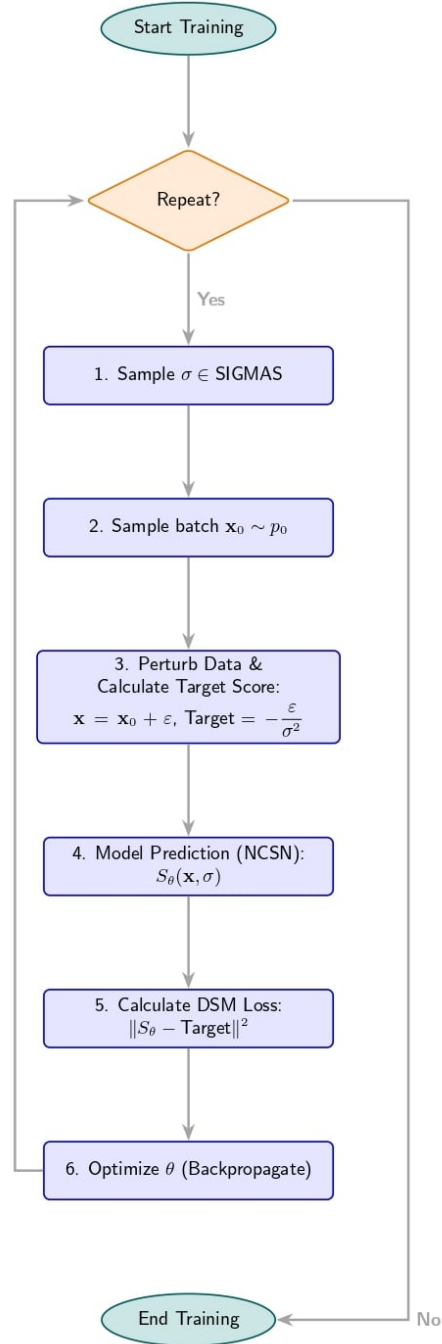 Start Training
Repeat?
Yes
1. Sample σ ∈ SIGMAS
2. Sample batch x₀ ∼ p₀
3. Perturb Data &
Calculate Target Score:
x = x₀ + ε, Target = −ε/σ²
4. Model Prediction (NCSN):
S_θ(x, σ)
5. Calculate DSM Loss:
‖S_θ − Target‖²
6. Optimize θ (Backpropagate)
End Training
No